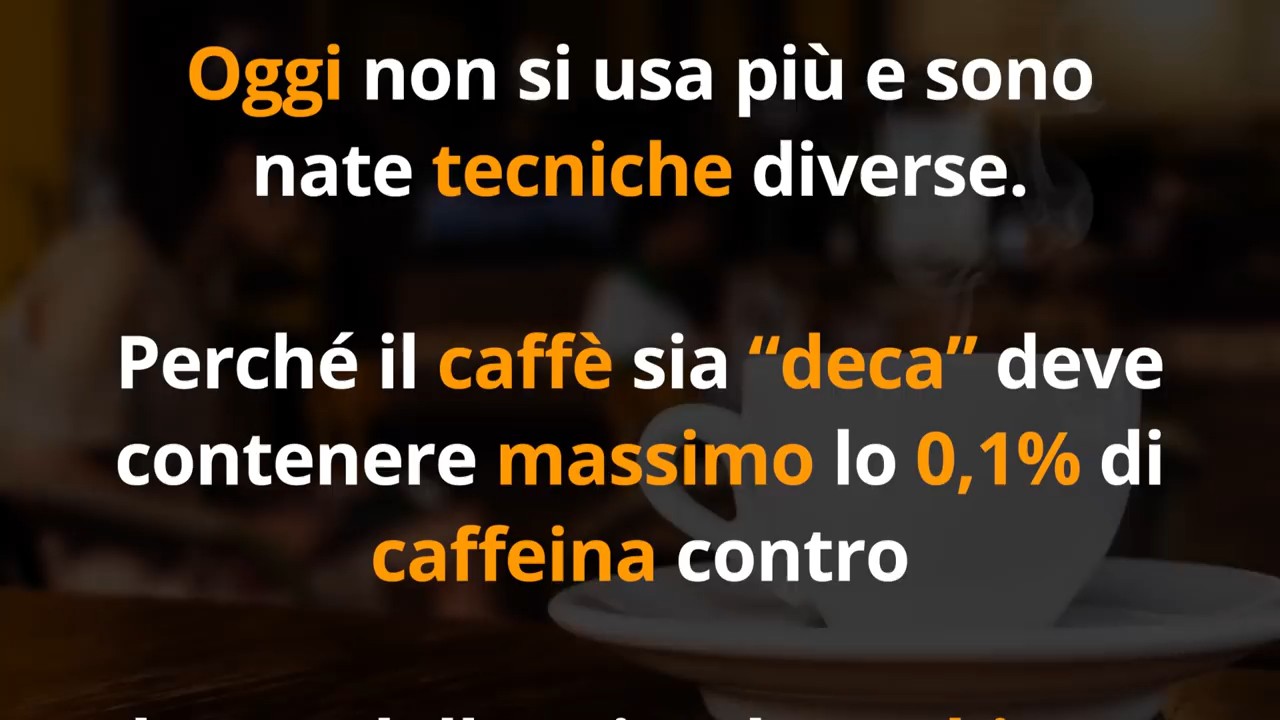 Oggi non si usa più e sono
nate tecniche diverse.
Perché il caffè sia “deca” deve
contenere massimo lo 0,1% di
caffeina contro